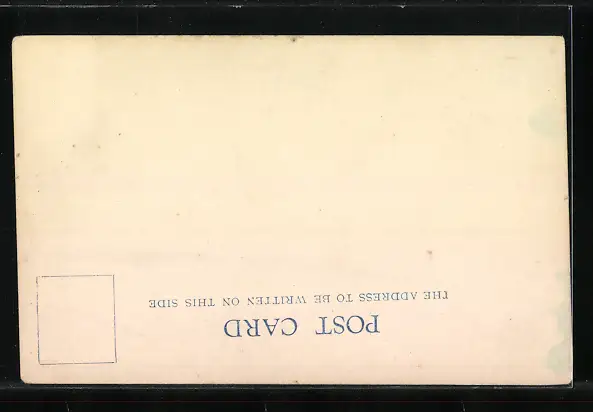 POST CARD
THE ADDRESS TO BE WRITTEN ON THIS SIDE